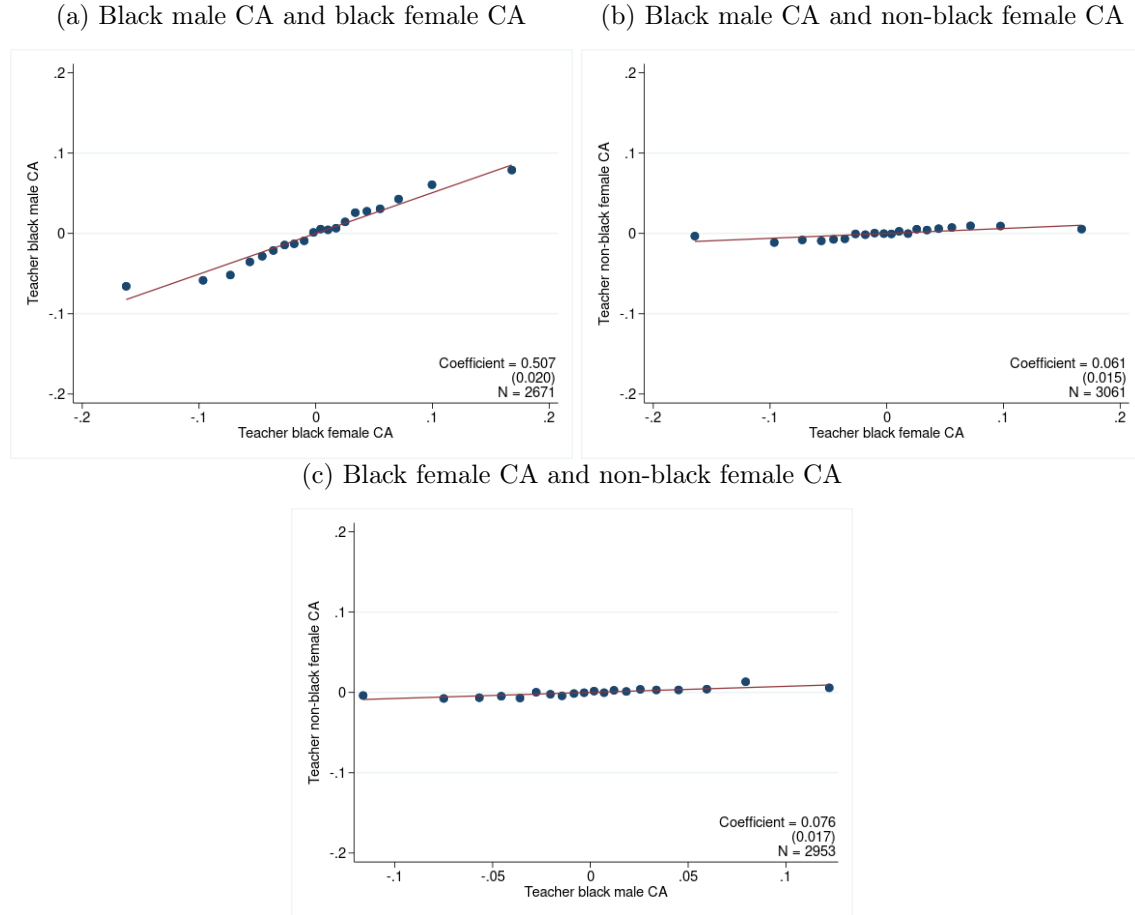 (a) Black male CA and black female CA
(b) Black male CA and non-black female CA
.2
.1
0
-.1
-.2
Teacher black male CA
Coefficient = 0.507
(0.020)
N = 2671
-.2 -.1 0 .1 .2
Teacher black female CA
.2
.1
0
-.1
-.2
Teacher non-black female CA
Coefficient = 0.061
(0.015)
N = 3061
-.2 -.1 0 .1 .2
Teacher black female CA
(c) Black female CA and non-black female CA
.2
.1
0
-.1
-.2
Teacher non-black female CA
Coefficient = 0.076
(0.017)
N = 2953
-.1 -.05 0 .05 .1
Teacher black male CA